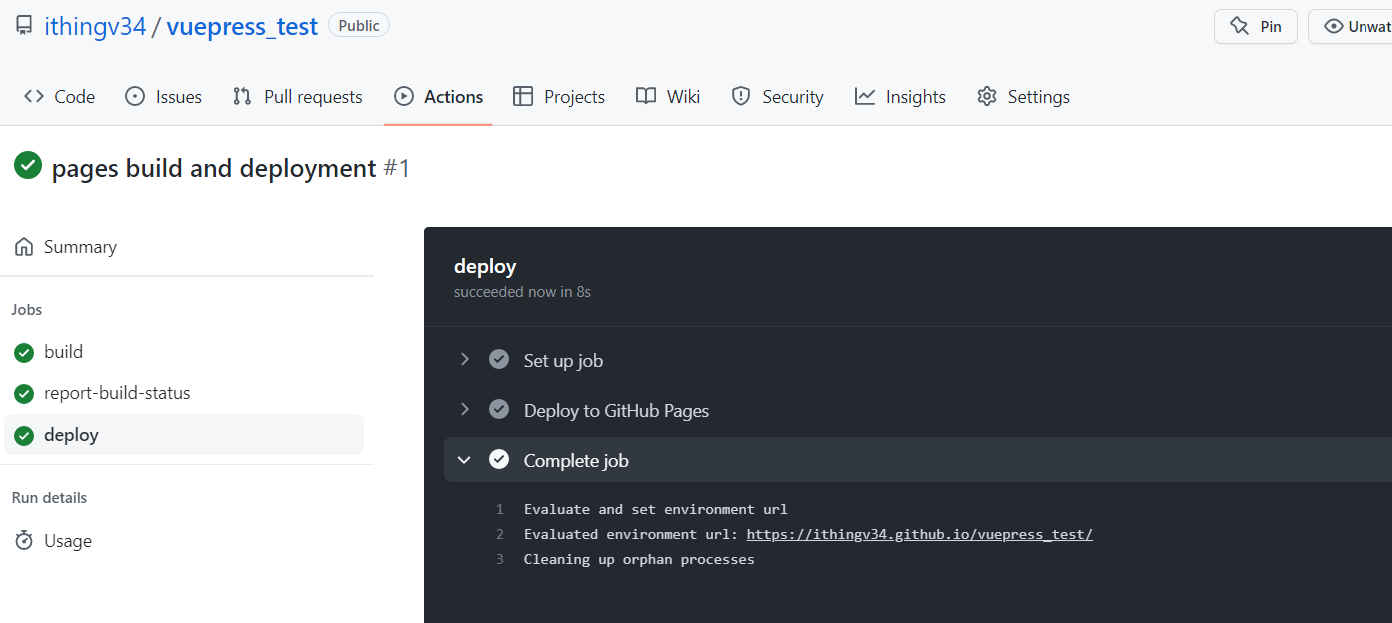 ithingv34 / vuepress_test Public Pin Unwat
Code Issues Pull requests Actions Projects Wiki Security Insights Settings
pages build and deployment #1
Summary
Jobs
build
report-build-status
deploy
Run details
Usage
deploy
succeeded now in 8s
Set up job
Deploy to GitHub Pages
Complete job
1 Evaluate and set environment url
2 Evaluated environment url: https://ithingv34.github.io/vuepress_test/
3 Cleaning up orphan processes